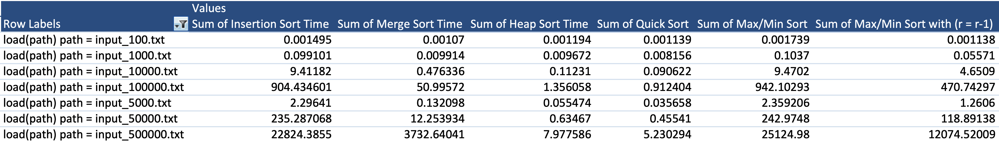 Values
Row Labels Sum of Insertion Sort Time Sum of Merge Sort Time Sum of Heap Sort Time Sum of Quick Sort Sum of Max/Min Sort Sum of Max/Min Sort with (r = r-1)
load(path) path = input_100.txt 0.001495 0.00107 0.001194 0.001139 0.001739 0.001138
load(path) path = input_1000.txt 0.099101 0.009914 0.009672 0.008156 0.1037 0.05571
load(path) path = input_10000.txt 9.41182 0.476336 0.11231 0.090622 9.4702 4.6509
load(path) path = input_100000.txt 904.434601 50.99572 1.356058 0.912404 942.10293 470.74297
load(path) path = input_5000.txt 2.29641 0.132098 0.055474 0.035658 2.359206 1.2606
load(path) path = input_50000.txt 235.287068 12.253934 0.63467 0.45541 242.9748 118.89138
load(path) path = input_500000.txt 22824.3855 3732.64041 7.977586 5.230294 25124.98 12074.52009